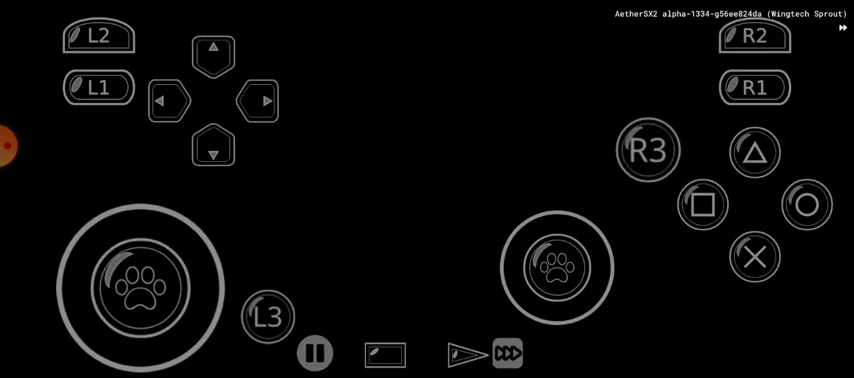 AetherSX2 alpha-1334-g56ee824da (Wingtech Sprout)
L2
R2
L1
R1
R3
L3